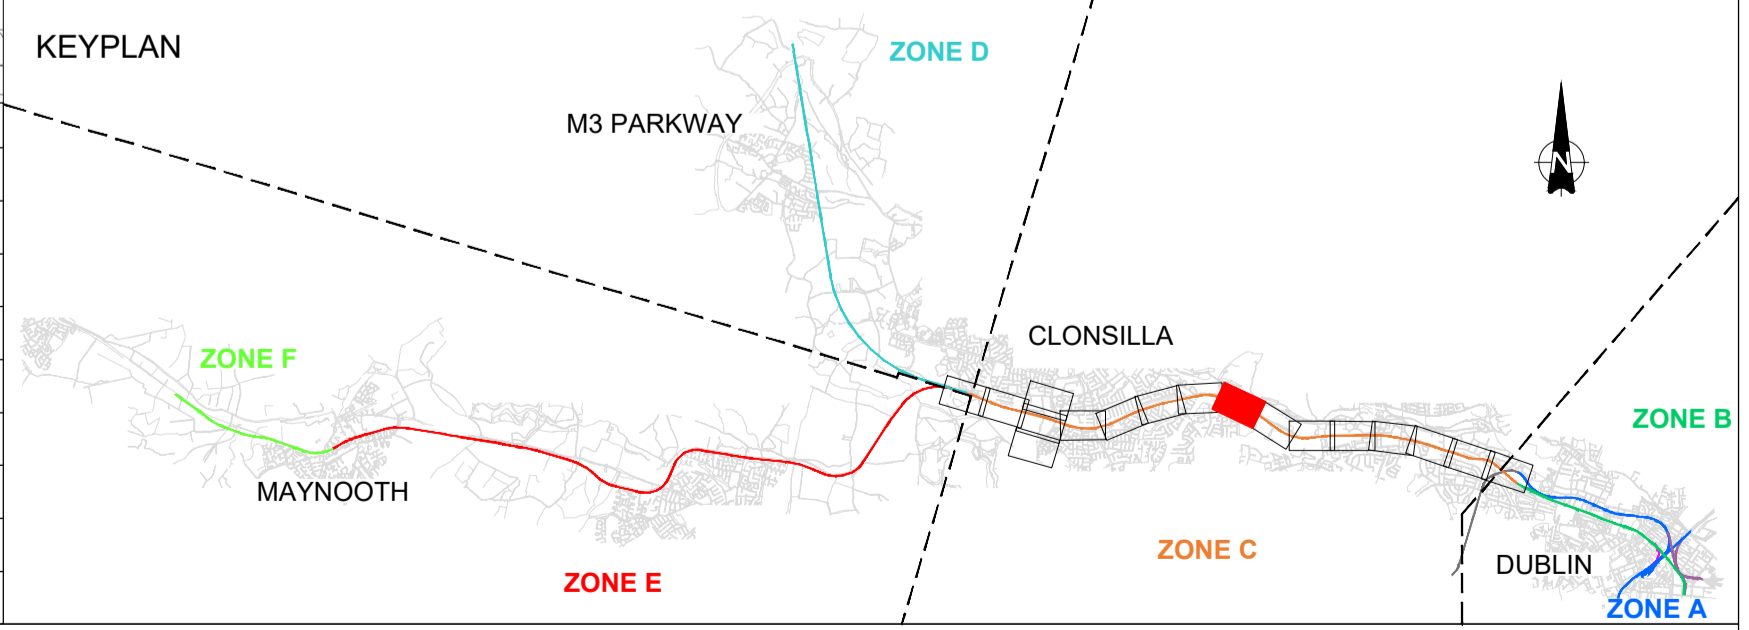 KEYPLAN
ZONE D
M3 PARKWAY
N
CLONSILLA
ZONE F
ZONE B
MAYNOOTH
ZONE C
DUBLIN
ZONE E
ZONE A